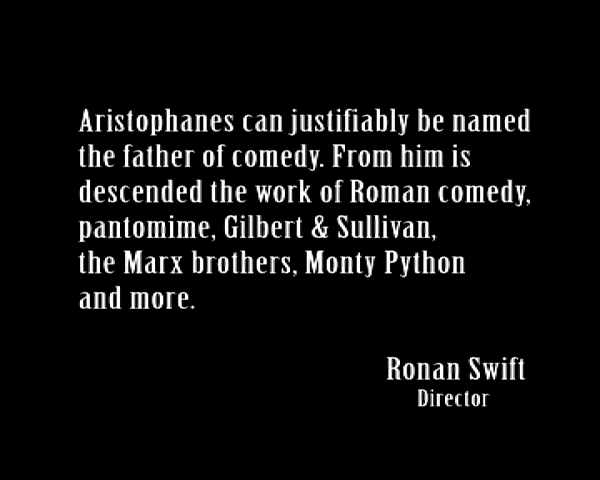 Aristophanes can justifiably be named
the father of comedy. From him is
descended the work of Roman comedy,
pantomime, Gilbert & Sullivan,
the Marx brothers, Monty Python
and more.
Ronan Swift
Director